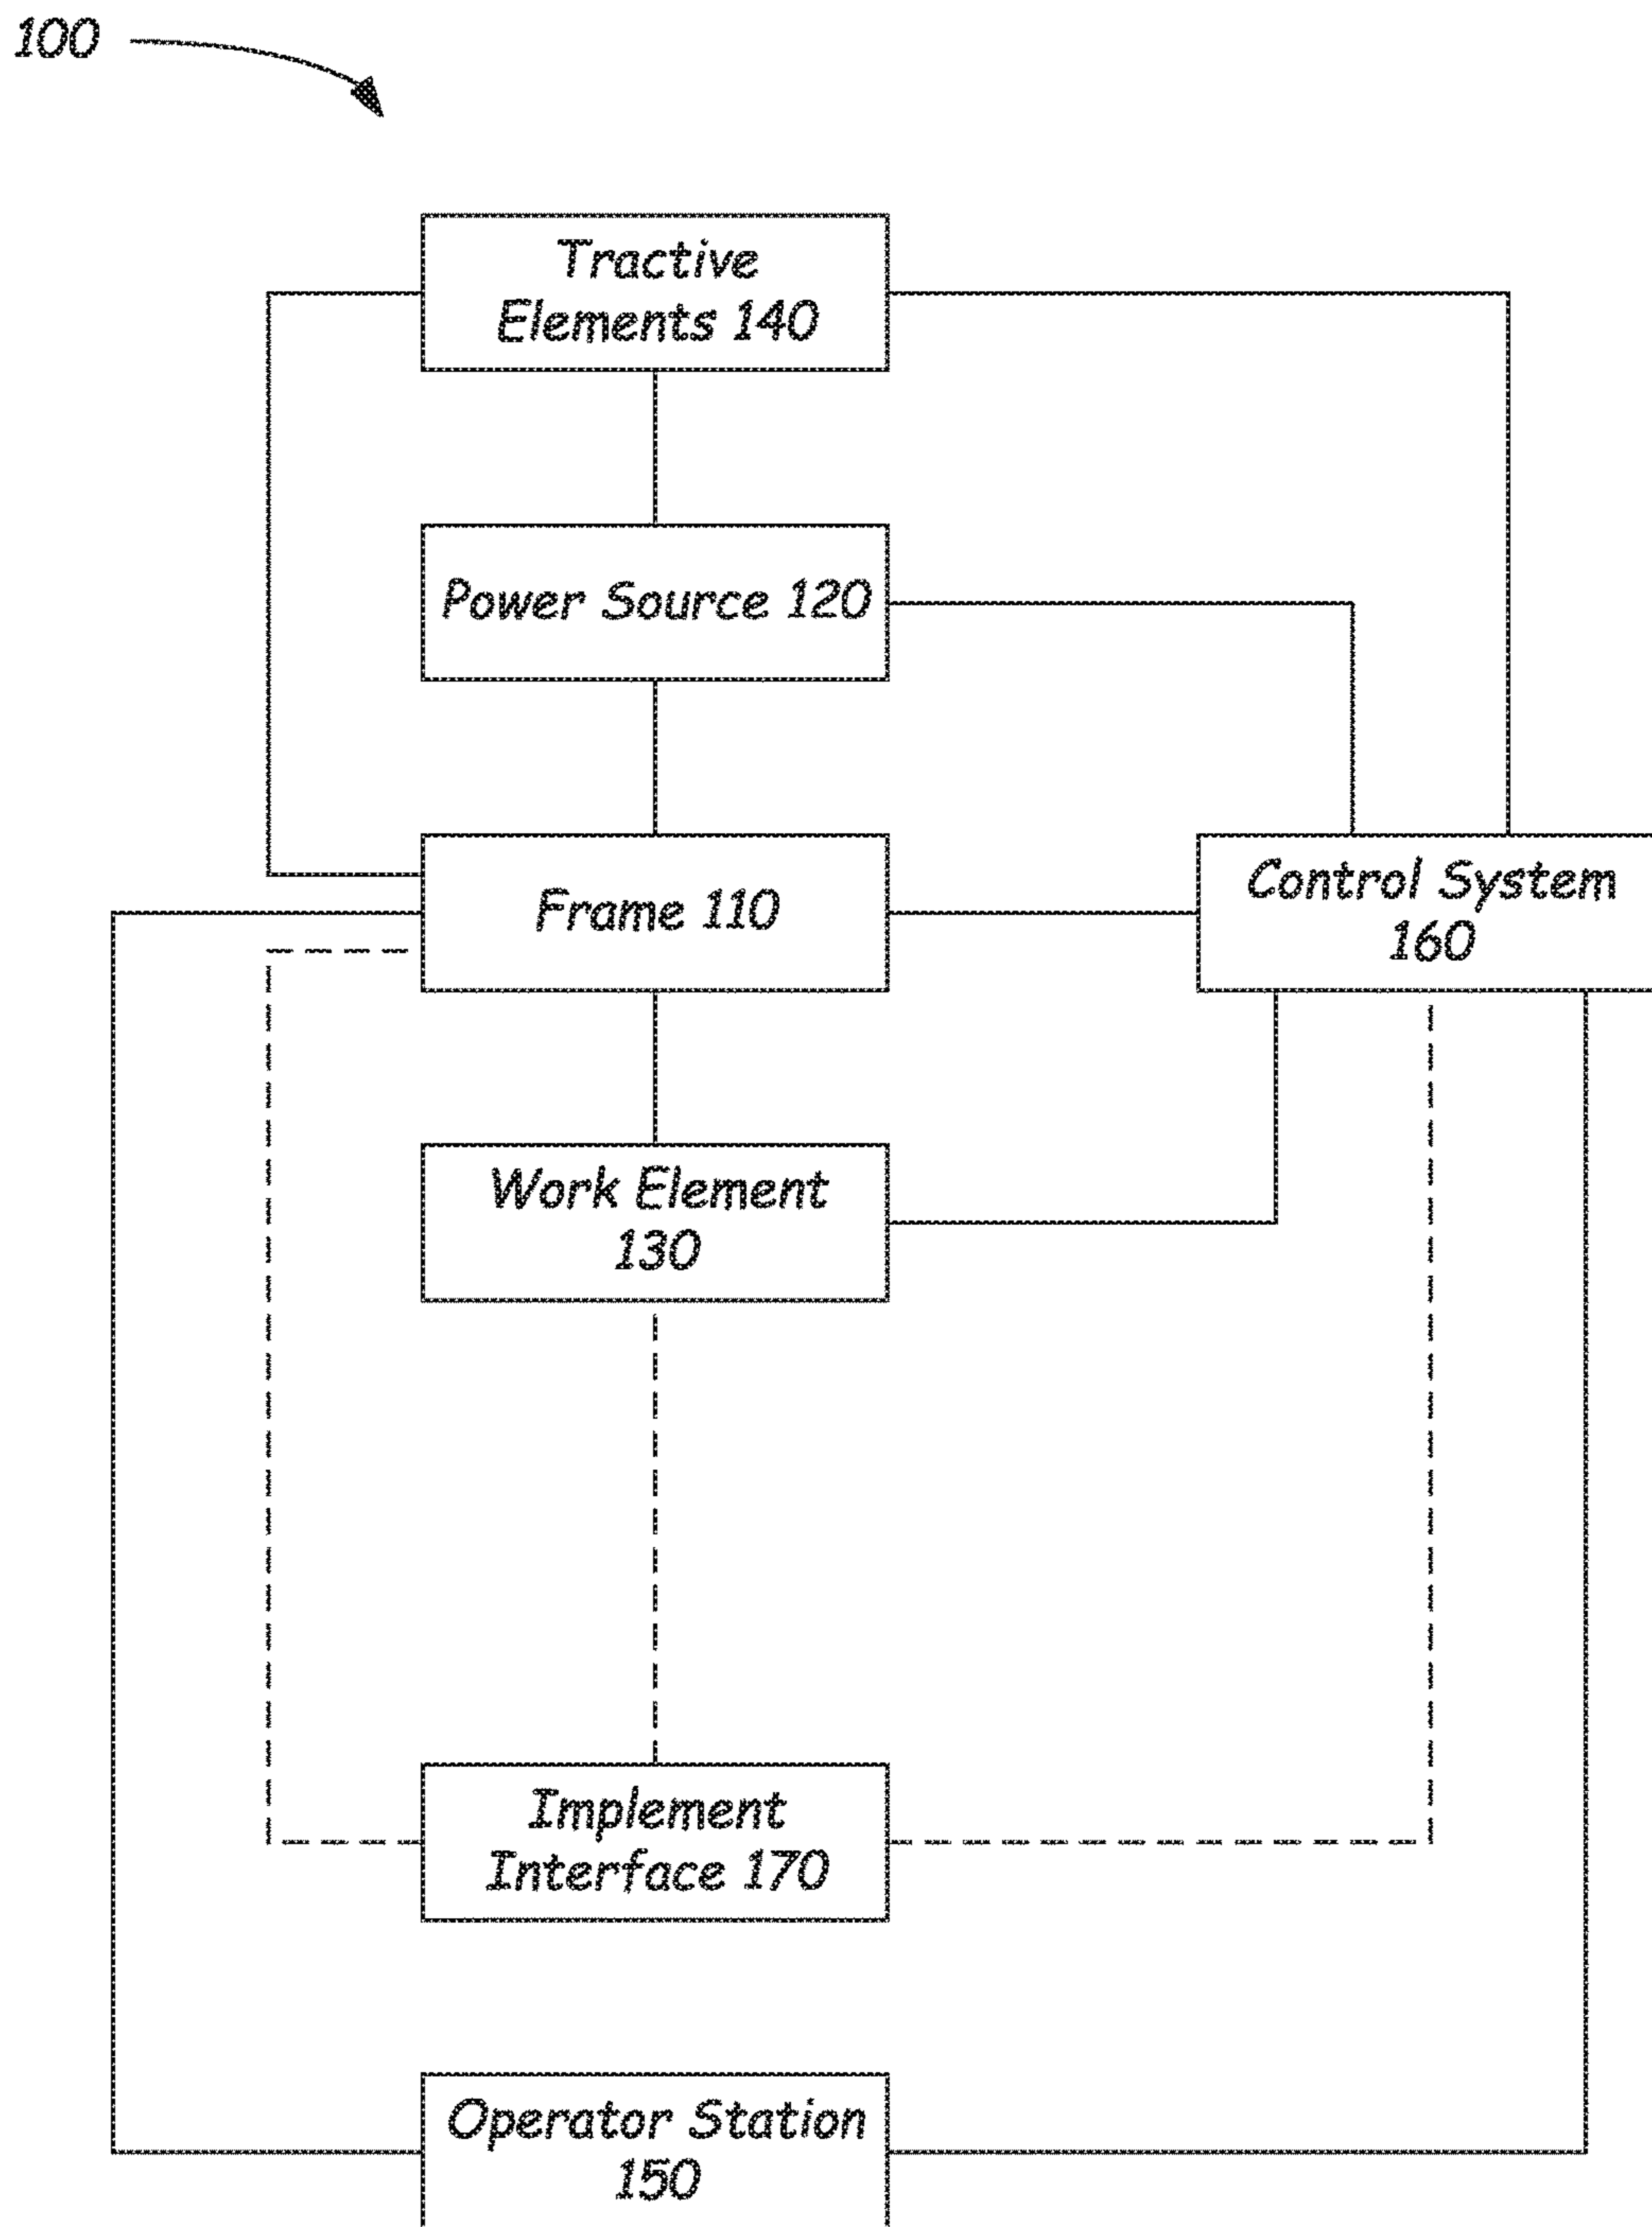 100
Tractive
Elements 140
Power Source 120
Frame 110
Control System
160
Work Element
130
Implement
Interface 170
Operator Station
150